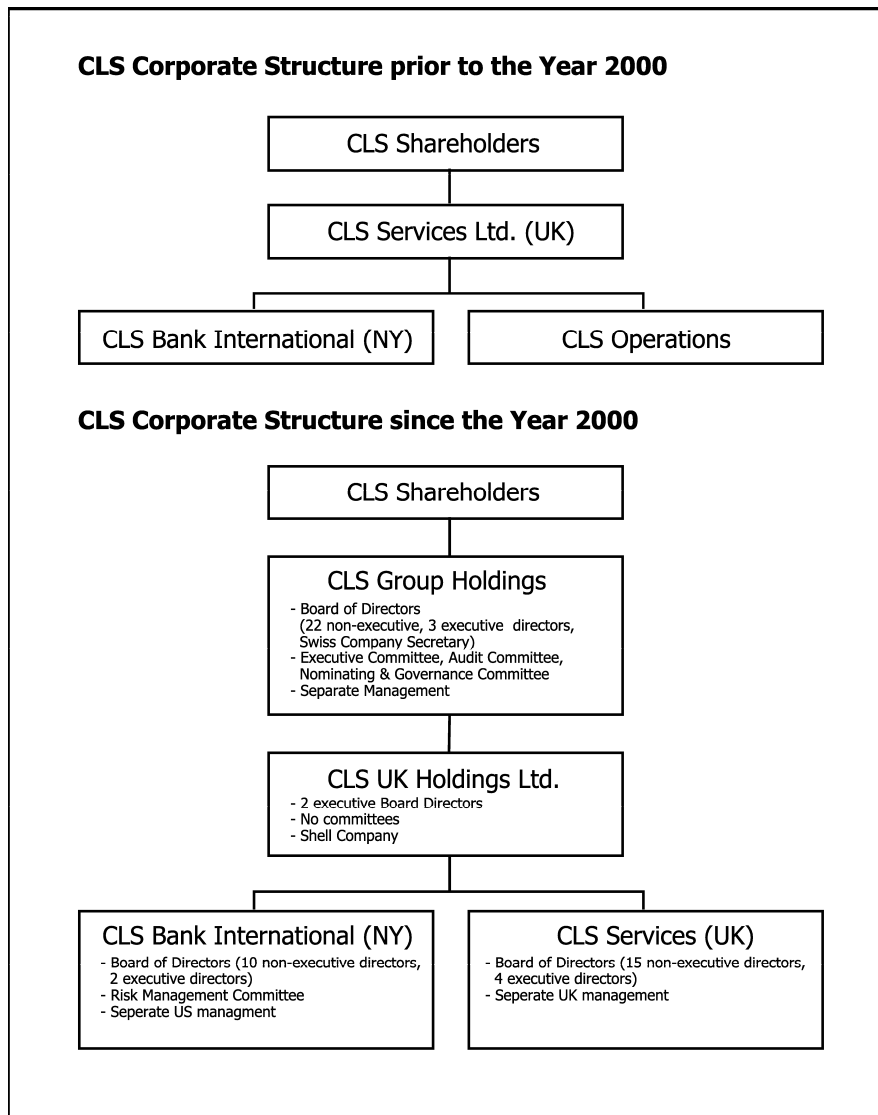 CLS Corporate Structure prior to the Year 2000
CLS Shareholders
CLS Services Ltd. (UK)
CLS Bank International (NY)
CLS Operations
CLS Corporate Structure since the Year 2000
CLS Shareholders
CLS Group Holdings
- Board of Directors
(22 non-executive, 3 executive directors,
Swiss Company Secretary)
- Executive Committee, Audit Committee,
Nominating & Governance Committee
- Separate Management
CLS UK Holdings Ltd.
- 2 executive Board Directors
- No committees
- Shell Company
CLS Bank International (NY)
- Board of Directors (10 non-executive directors,
2 executive directors)
- Risk Management Committee
- Seperate US managment
CLS Services (UK)
- Board of Directors (15 non-executive directors,
4 executive directors)
- Seperate UK management